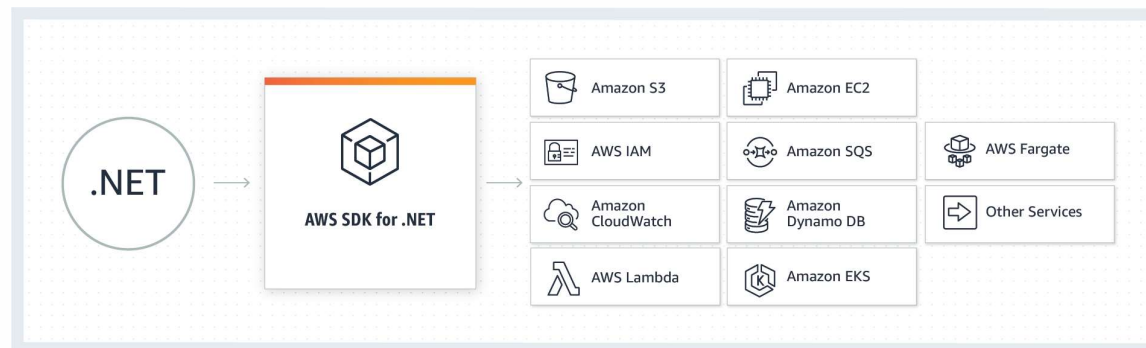 .NET
AWS SDK for .NET
Amazon S3
AWS IAM
Amazon
CloudWatch
AWS Lambda
Amazon EC2
Amazon SQS
Amazon
Dynamo DB
K
Amazon EKS
AWS Fargate
Other Services